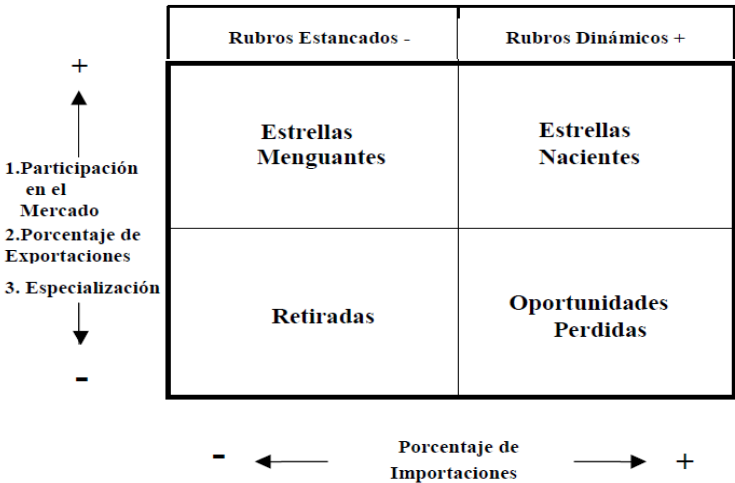 Rubros Estancados -
Rubros Dinámicos +
+
Estrellas
Menguantes
Estrellas
Nacientes
1.Participación
en el
Mercado
2.Porcentaje de
Exportaciones
3. Especialización
Retiradas
Oportunidades
Perdidas
-
-
Porcentaje de
Importaciones
+